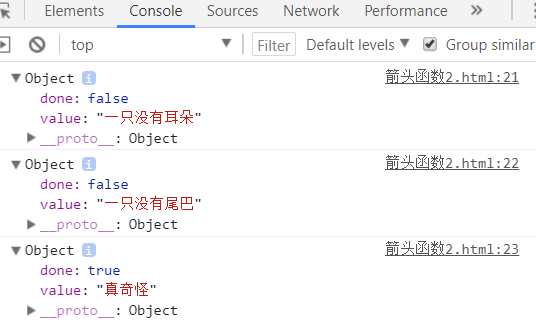 Elements Console Sources Network Performance »
top Filter Default levels Group similar
Object i 箭头函数2.html:21
done: false
value: "一只没有耳朵"
__proto__: Object
Object i 箭头函数2.html:22
done: false
value: "一只没有尾巴"
__proto__: Object
Object i 箭头函数2.html:23
done: true
value: "真奇怪"
__proto__: Object